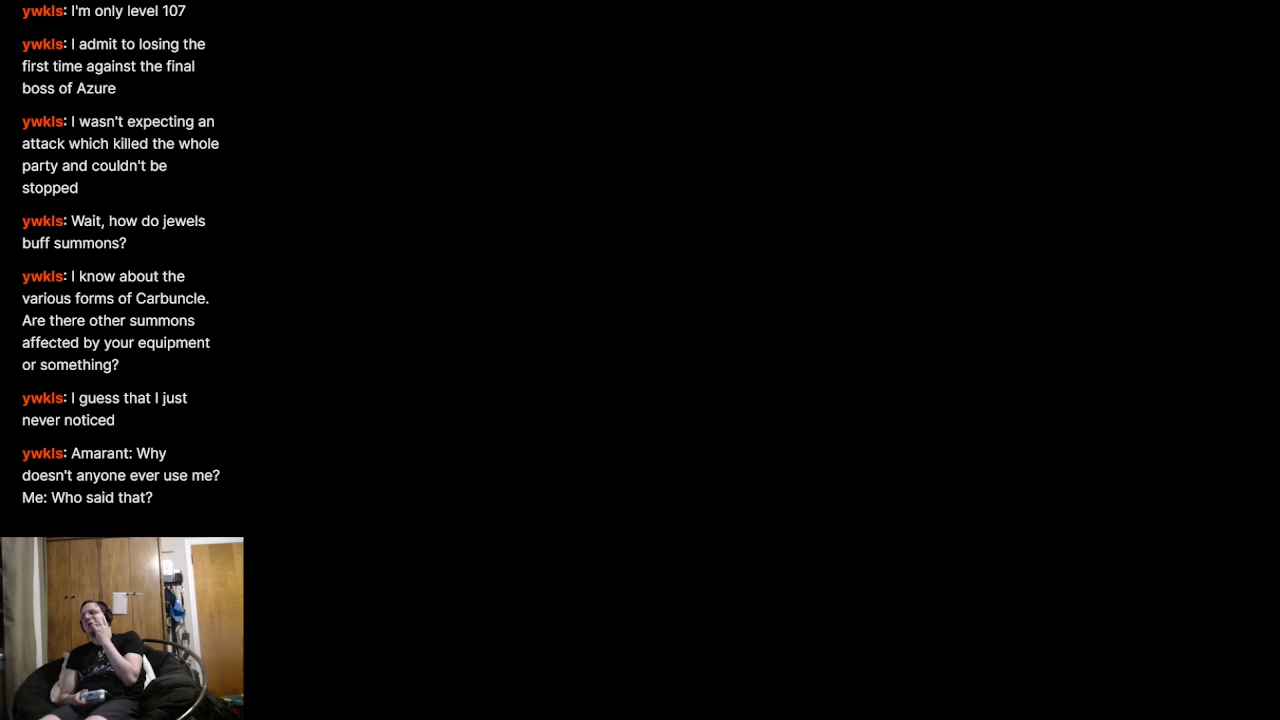 ywkls: I'm only level 107
ywkls: I admit to losing the
first time against the final
boss of Azure
ywkls: I wasn't expecting an
attack which killed the whole
party and couldn't be
stopped
ywkls: Wait, how do jewels
buff summons?
ywkls: I know about the
various forms of Carbuncle.
Are there other summons
affected by your equipment
or something?
ywkls: I guess that I just
never noticed
ywkls: Amarant: Why
doesn't anyone ever use me?
Me: Who said that?